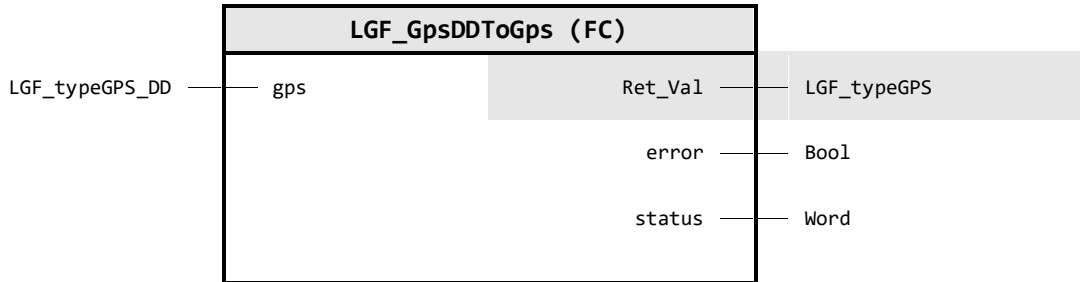 LGF_GpsDDToGps (FC)
LGF_typeGPS_DD gps Ret_Val LGF_typeGPS
error Bool
status Word